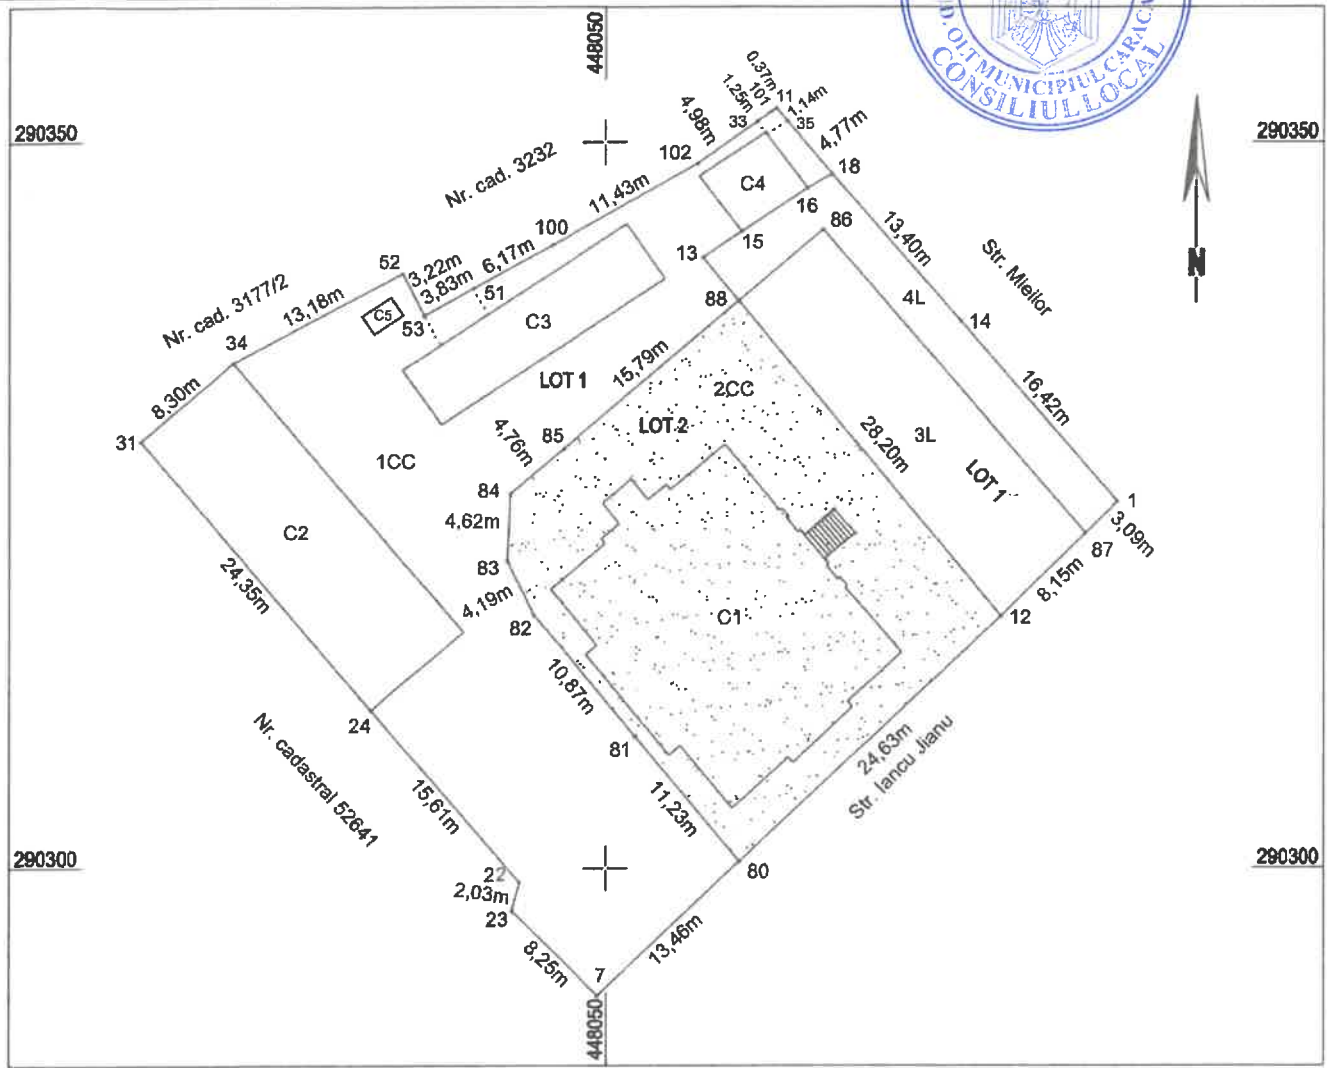 448050
D. OLT MUNICIPIUL CARACA
CONSILIUL LOCAL
290350
290350
0.37m
101
11
1.25m
1.14m
33
35
4,98m
4,77m
102
18
Nr. cad. 3232
C4
11,43m
16
86
100
15
13
13,40m
Str. Mieilor
52
3,22m
6,17m
3,83m
51
Nr. cad. 3177/2
13,18m
C5
53
C3
88
4L
14
34
8,30m
LOT 1
15,79m
2CC
16,42m
31
4,76m
85
LOT 2
28,20m
3L
LOT 1
1CC
84
4,62m
1
3,09m
C2
87
24,35m
83
4,19m
8,15m
82
C1
12
10,87m
24
81
24,63m
Str. Iancu Jianu
Nr. cadastral 52641
15,61m
11,23m
290300
290300
22
2,03m
80
23
8,25m
7
13,46m
448050
N